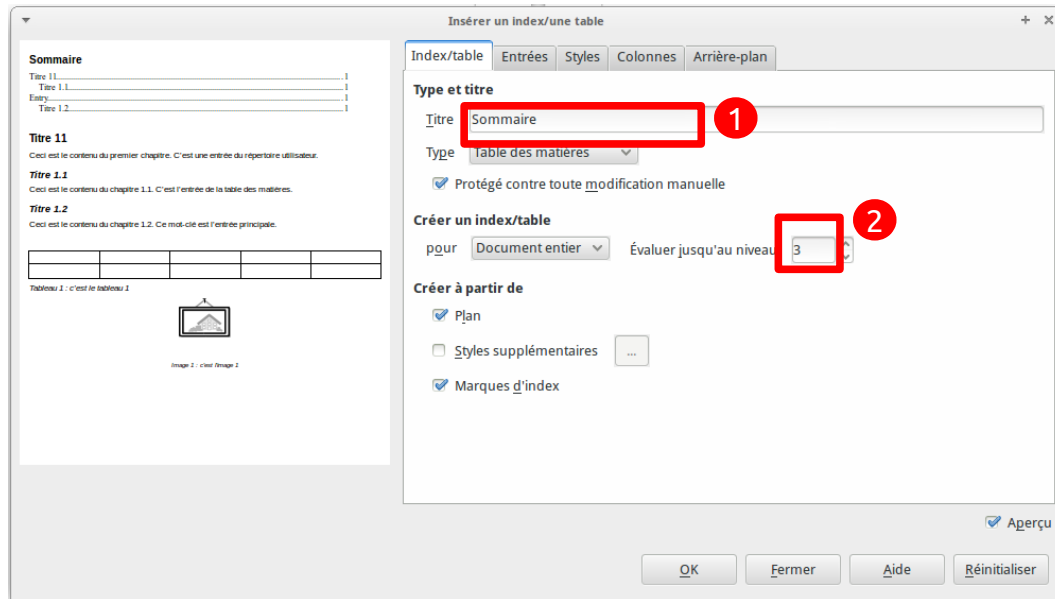 Insérer un index/une table
Sommaire
Titre 11 1
Titre 1.1 1
Entry 1
Titre 1.2 1
Titre 11
Ceci est le contenu du premier chapitre. C'est une entrée du répertoire utilisateur.
Titre 1.1
Ceci est le contenu du chapitre 1.1. C'est l'entrée de la table des matières.
Titre 1.2
Ceci est le contenu du chapitre 1.2. Ce mot-clé est l'entrée principale.
Tableau 1 : c'est le tableau 1
Image 1 : c'est l'image 1
Index/table Entrées Styles Colonnes Arrière-plan
Type et titre
Titre Sommaire 1
Type Table des matières
Protégé contre toute modification manuelle
Créer un index/table 2
pour Document entier Évaluer jusqu'au niveau 3
Créer à partir de
Plan
Styles supplémentaires ...
Marques d'index
Aperçu
OK Fermer Aide Réinitialiser